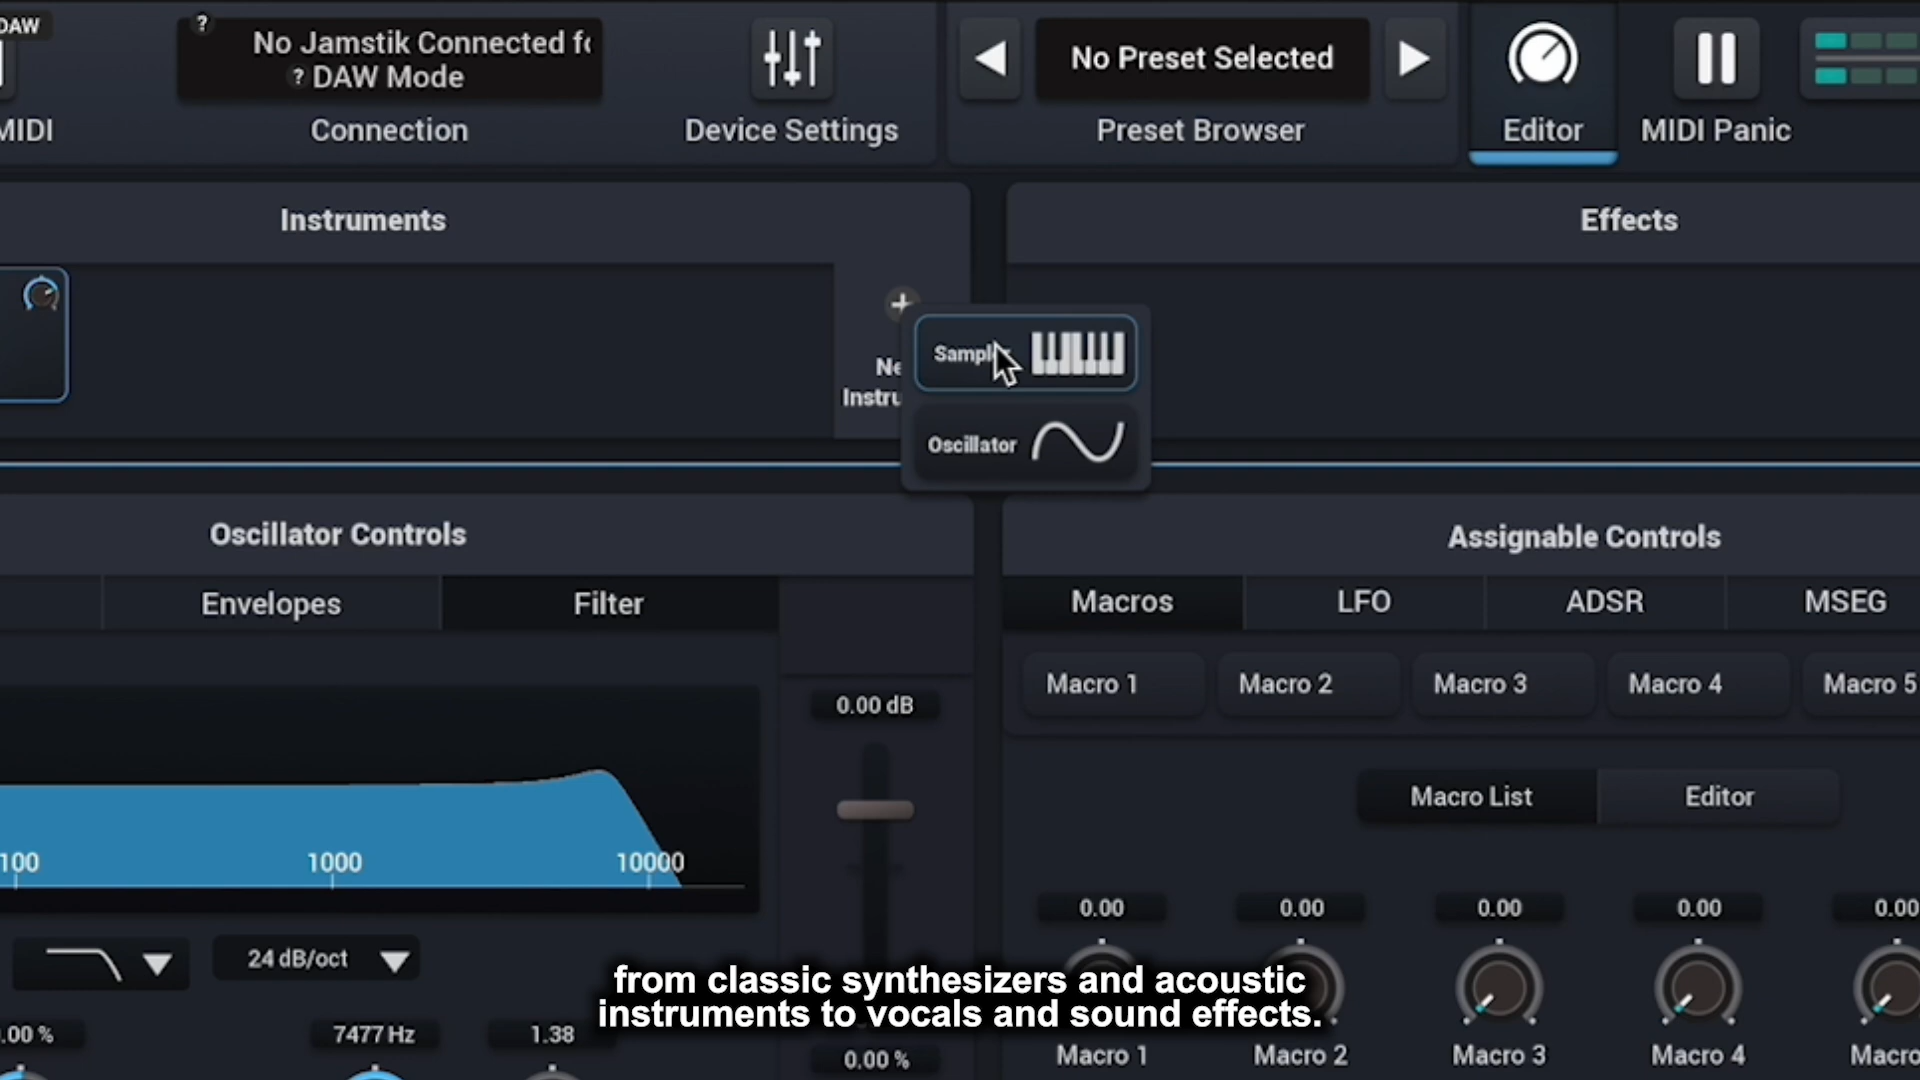 DAW
?
No Jamstik Connected fo
? DAW Mode
No Preset Selected
MIDI
Connection
Device Settings
Preset Browser
Editor
MIDI Panic
Instruments
Effects
Sampler
Ne
Instru
Oscillator
Oscillator Controls
Assignable Controls
Envelopes
Filter
Macros
LFO
ADSR
MSEG
Macro 1
Macro 2
Macro 3
Macro 4
Macro 5
0.00 dB
Macro List
Editor
100
1000
10000
0.00
0.00
0.00
0.00
0.00
24 dB/oct
from classic synthesizers and acoustic
instruments to vocals and sound effects.
.00 %
7477 Hz
1.38
0.00 %
Macro 1
Macro 2
Macro 3
Macro 4
Macro